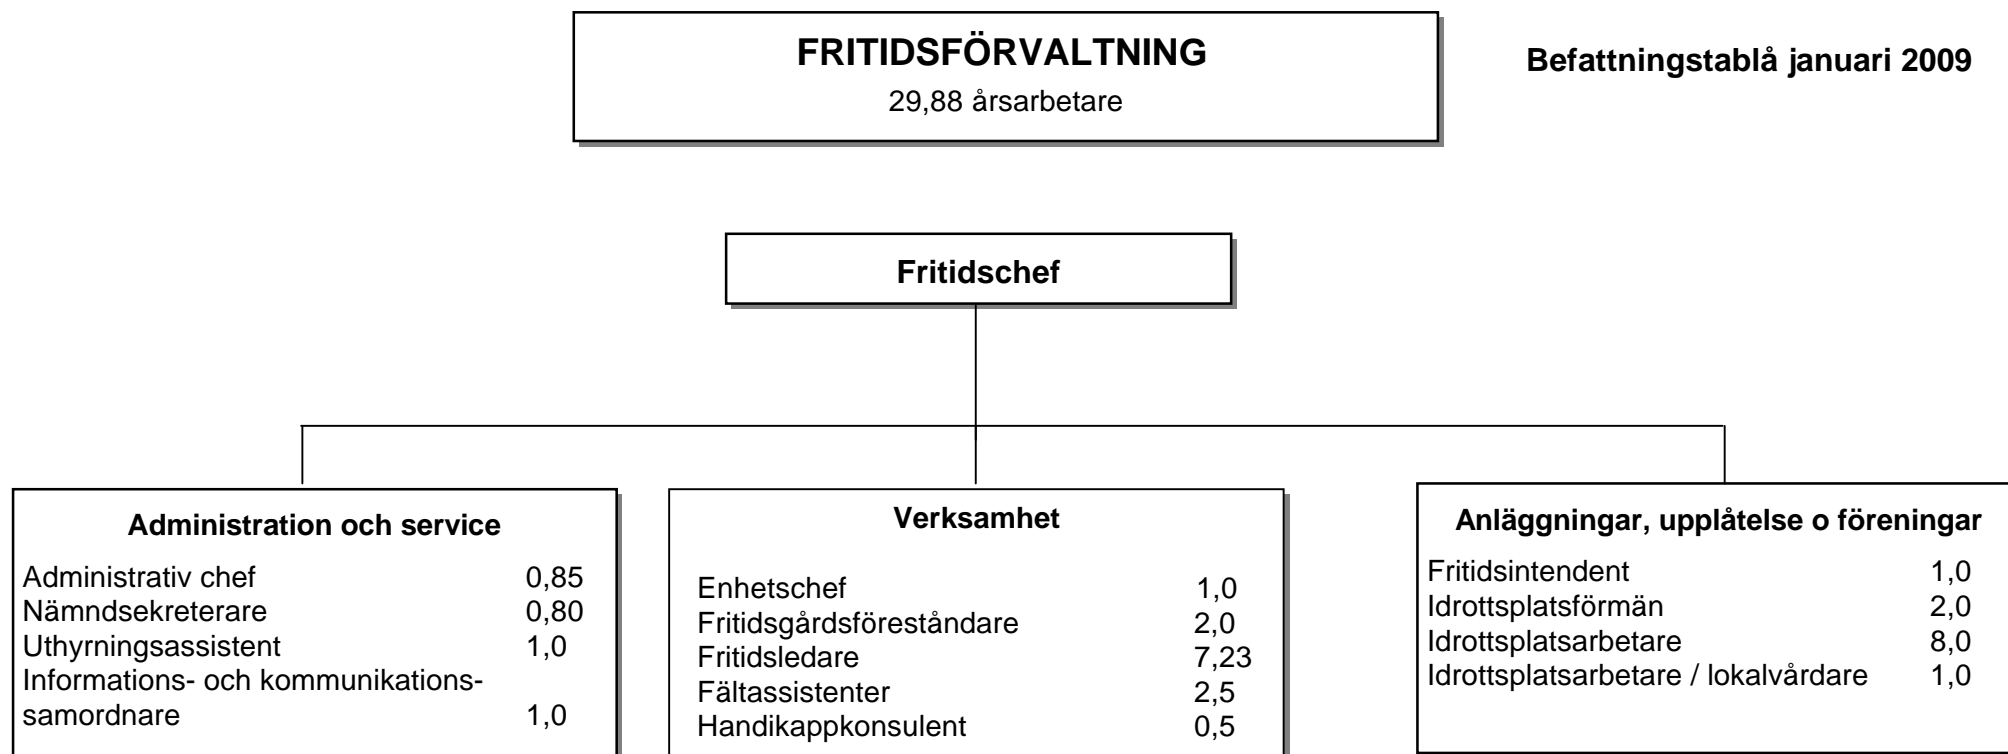 FRITIDSFÖRVALTNING
29,88 årsarbetare
Befattningstablå januari 2009
Fritidschef
Administration och service
Administrativ chef 0,85
Nämndsekreterare 0,80
Uthyrningsassistent 1,0
Informations- och kommunikations-
samordnare 1,0
Verksamhet
Enhetschef 1,0
Fritidsgårdsföreståndare 2,0
Fritidsledare 7,23
Fältassistenter 2,5
Handikappkonsulent 0,5
Anläggningar, upplåtelse o föreningar
Fritidsintendent 1,0
Idrottsplatsförmän 2,0
Idrottsplatsarbetare 8,0
Idrottsplatsarbetare / lokalvårdare 1,0